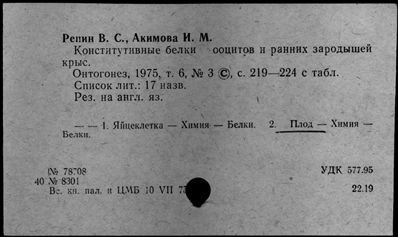 Репин В. С., Акимова И. М.
Конститутивные белки ооцитов и ранних зародышей
крыс.
Онтогонез, 1975, т. 6, № 3 ©, с. 219—224 с табл.
Список лит.: 17 назв.
Рез. на англ. яз.
— — 1. Яйцеклетка — Химия — Белки. 2. Плод — Химия —
Белки.
№ 78708
УДК 577.95
40 № 8301
Вс. кн. пал. и ЦМБ 10 VII 75
22.19